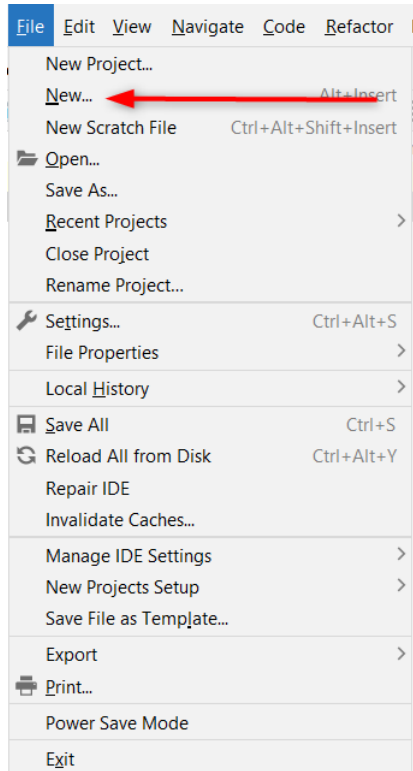 File Edit View Navigate Code Refactor
New Project...
New... Alt+Insert
New Scratch File Ctrl+Alt+Shift+Insert
Open...
Save As...
Recent Projects
Close Project
Rename Project...
Settings... Ctrl+Alt+S
File Properties
Local History
Save All Ctrl+S
Reload All from Disk Ctrl+Alt+Y
Repair IDE
Invalidate Caches...
Manage IDE Settings
New Projects Setup
Save File as Template...
Export
Print...
Power Save Mode
Exit